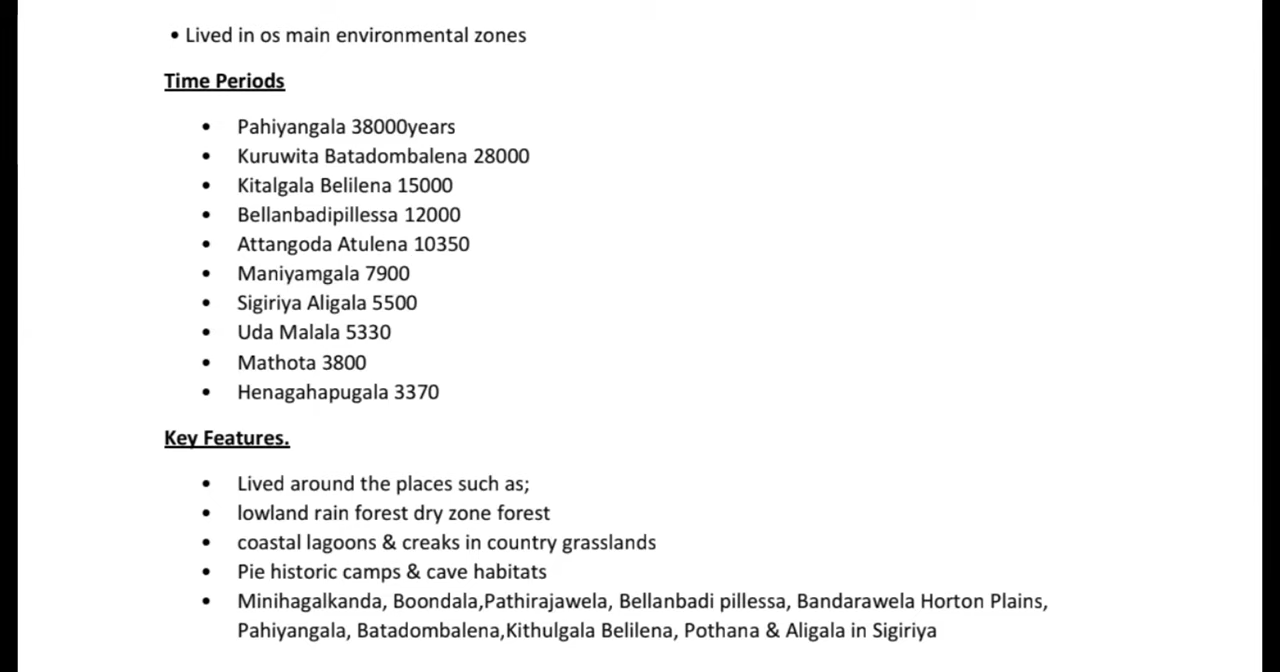 • Lived in os main environmental zones
Time Periods
• Pahiyangala 38000years
• Kuruwita Batadombalena 28000
• Kitalgala Belilena 15000
• Bellanbadipillessa 12000
• Attangoda Atulena 10350
• Maniyamgala 7900
• Sigiriya Aligala 5500
• Uda Malala 5330
• Mathota 3800
• Henagahapugala 3370
Key Features.
• Lived around the places such as;
• lowland rain forest dry zone forest
• coastal lagoons & creaks in country grasslands
• Pie historic camps & cave habitats
• Minihagalkanda, Boondala,Pathirajawela, Bellanbadi pillessa, Bandarawela Horton Plains,
Pahiyangala, Batadombalena,Kithulgala Belilena, Pothana & Aligala in Sigiriya